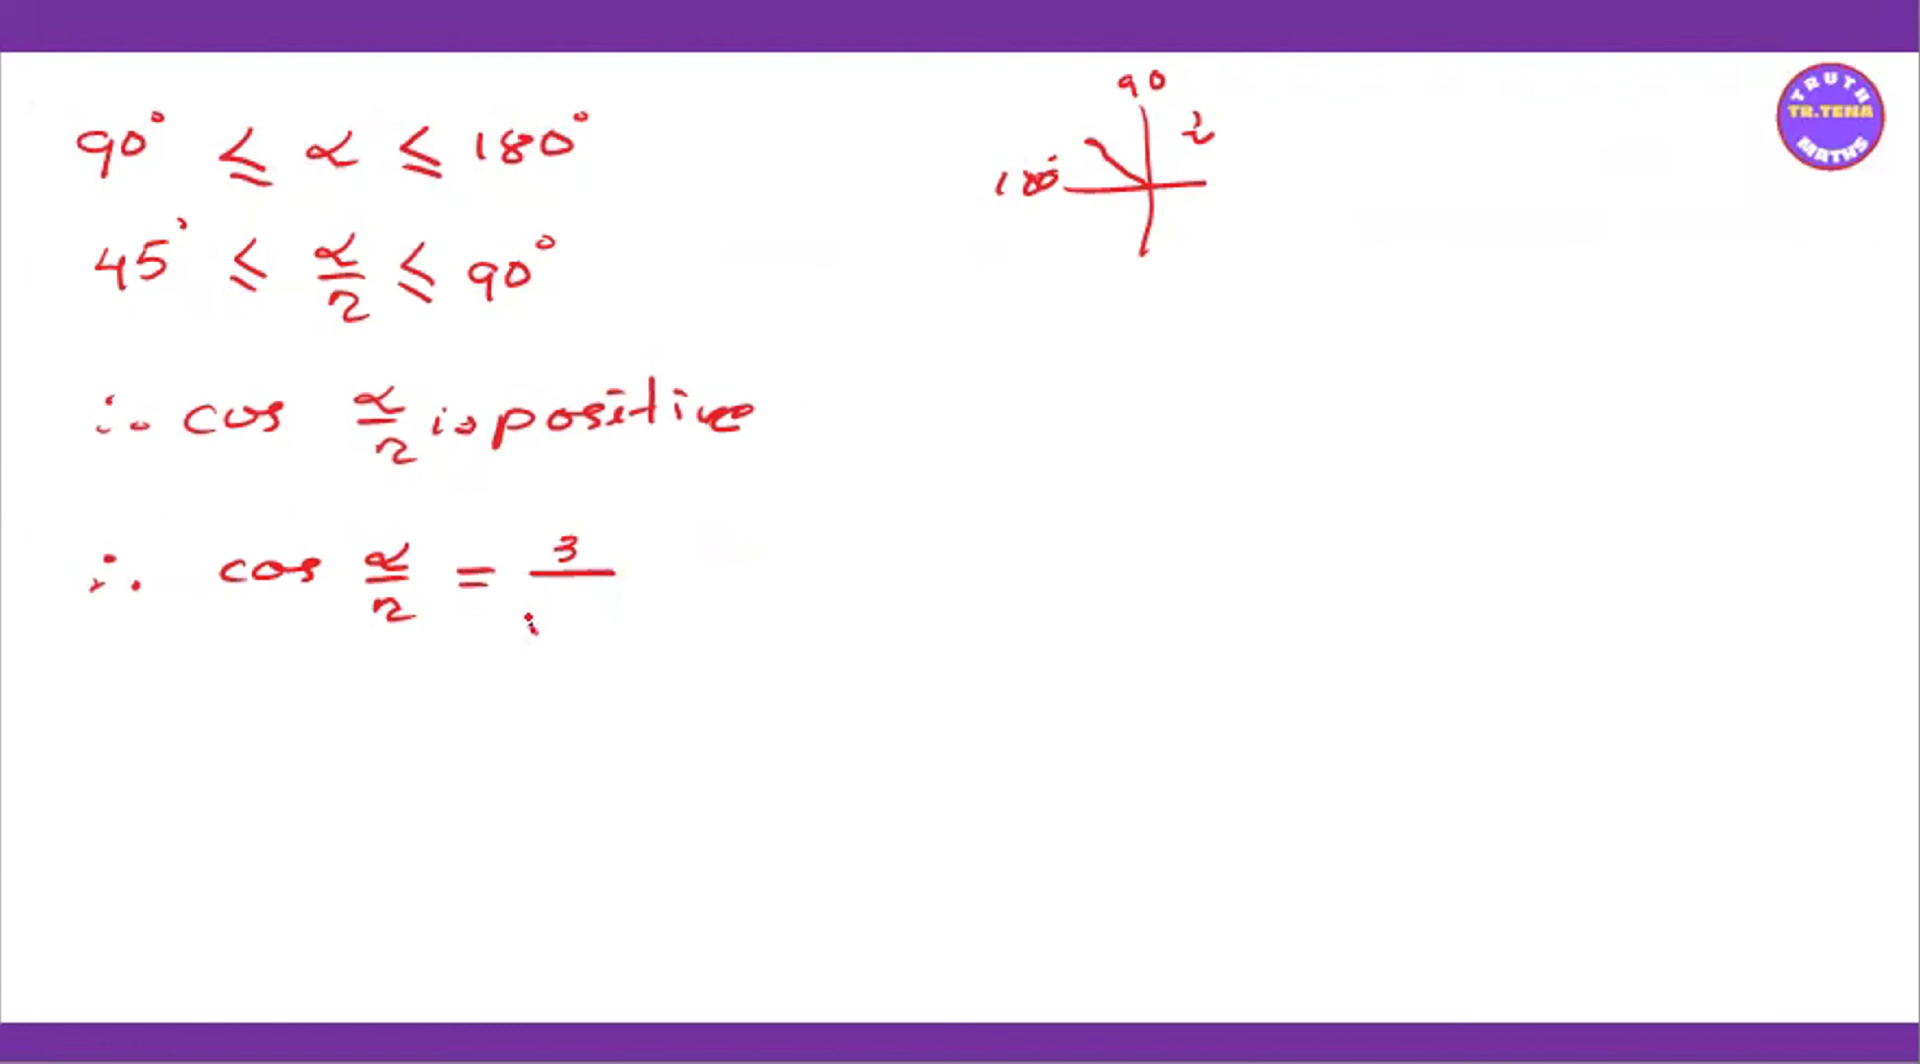 90° ≤ α ≤ 180°
45° ≤ α/2 ≤ 90°
∴ cos α/2 is positive
∴ cos α/2 = 3/
90
180°
TRUTH
TR.TENA
MATHS